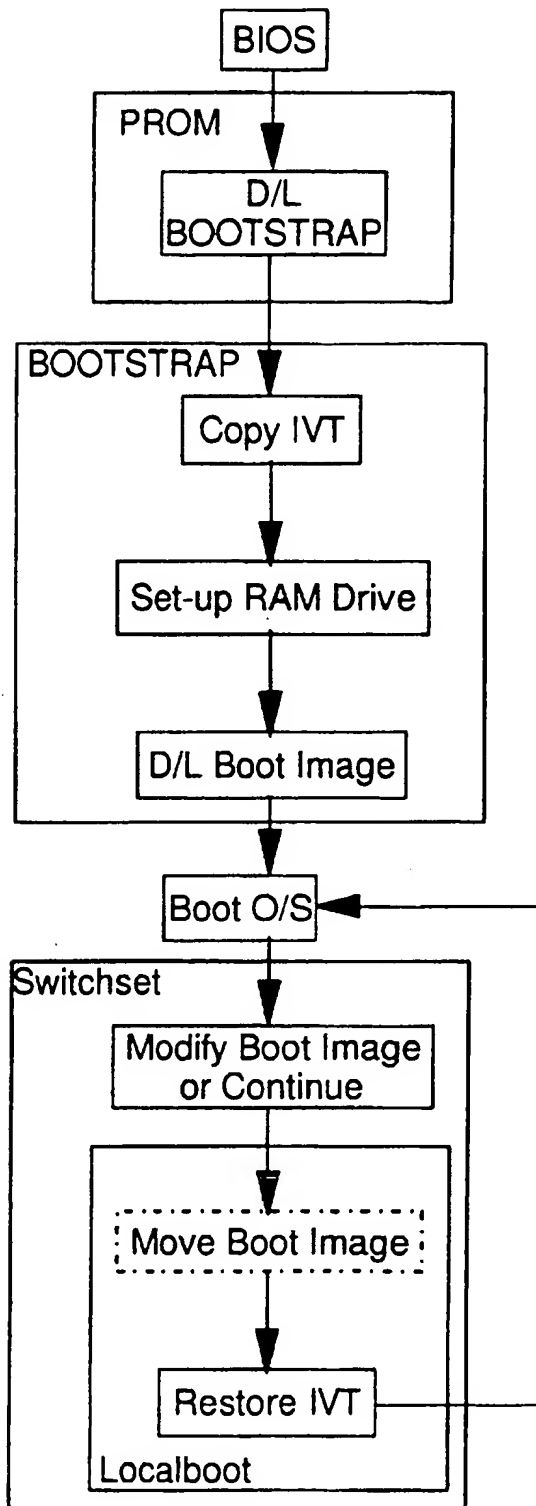 BIOS
PROM
D/L
BOOTSTRAP
BOOTSTRAP
Copy IVT
Set-up RAM Drive
D/L Boot Image
Boot O/S
Switchset
Modify Boot Image
or Continue
Move Boot Image
Restore IVT
Localboot